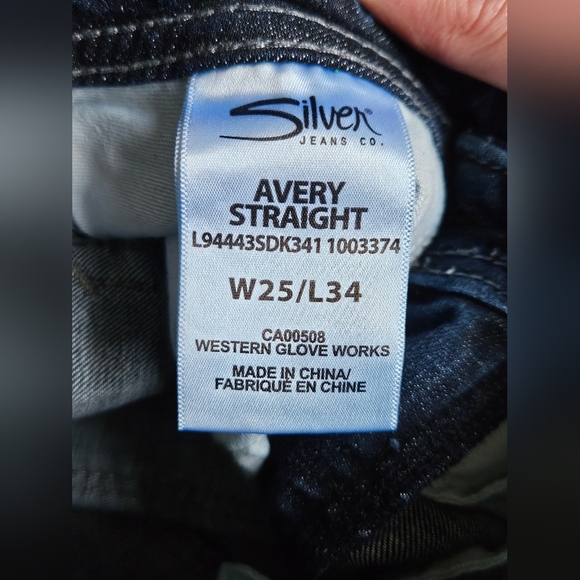 Silver
JEANS CO.
AVERY
STRAIGHT
L94443SDK341 1003374
W25/L34
CA00508
WESTERN GLOVE WORKS
MADE IN CHINA/
FABRIQUÉ EN CHINE